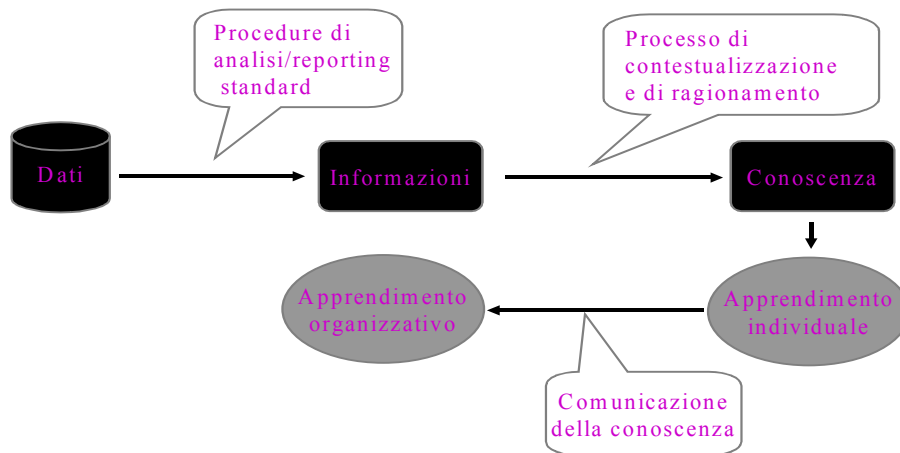 Procedure di
analisi/reporting
standard
Processo di
contestualizzazione
e di ragionamento
Dati
Informazioni
Conoscenza
Apprendimento
organizzativo
Apprendimento
individuale
Comunicazione
della conoscenza